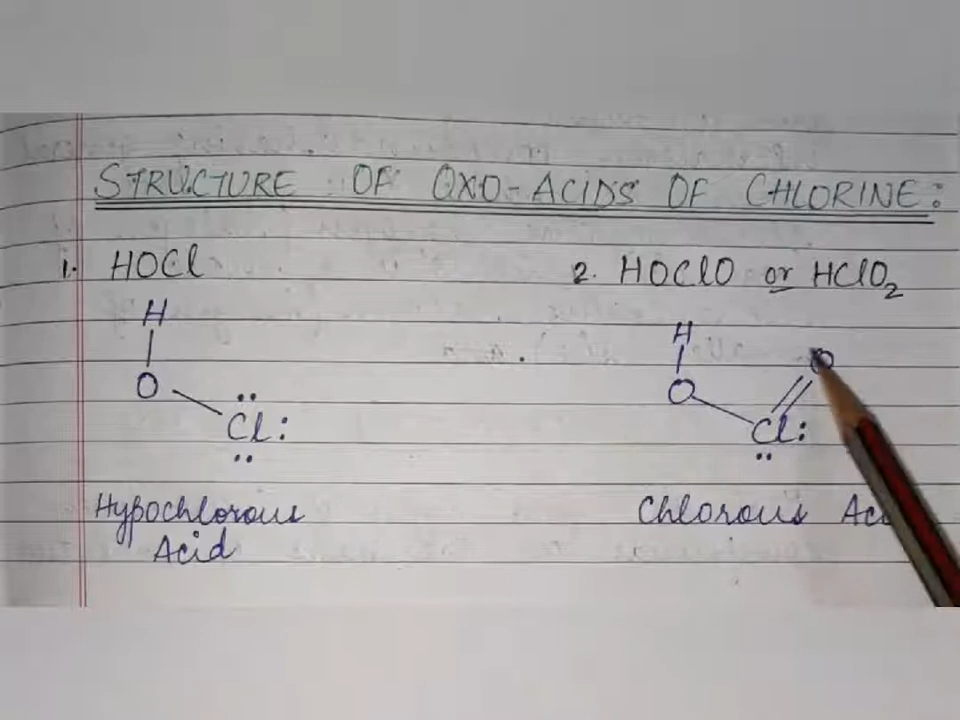 STRUCTURE OF OXO-ACIDS OF CHLORINE:
1. HOCl
2. HOClO or HClO₂
H
O
Cl:
H
O
O
Cl:
Hypochlorous
Acid
Chlorous